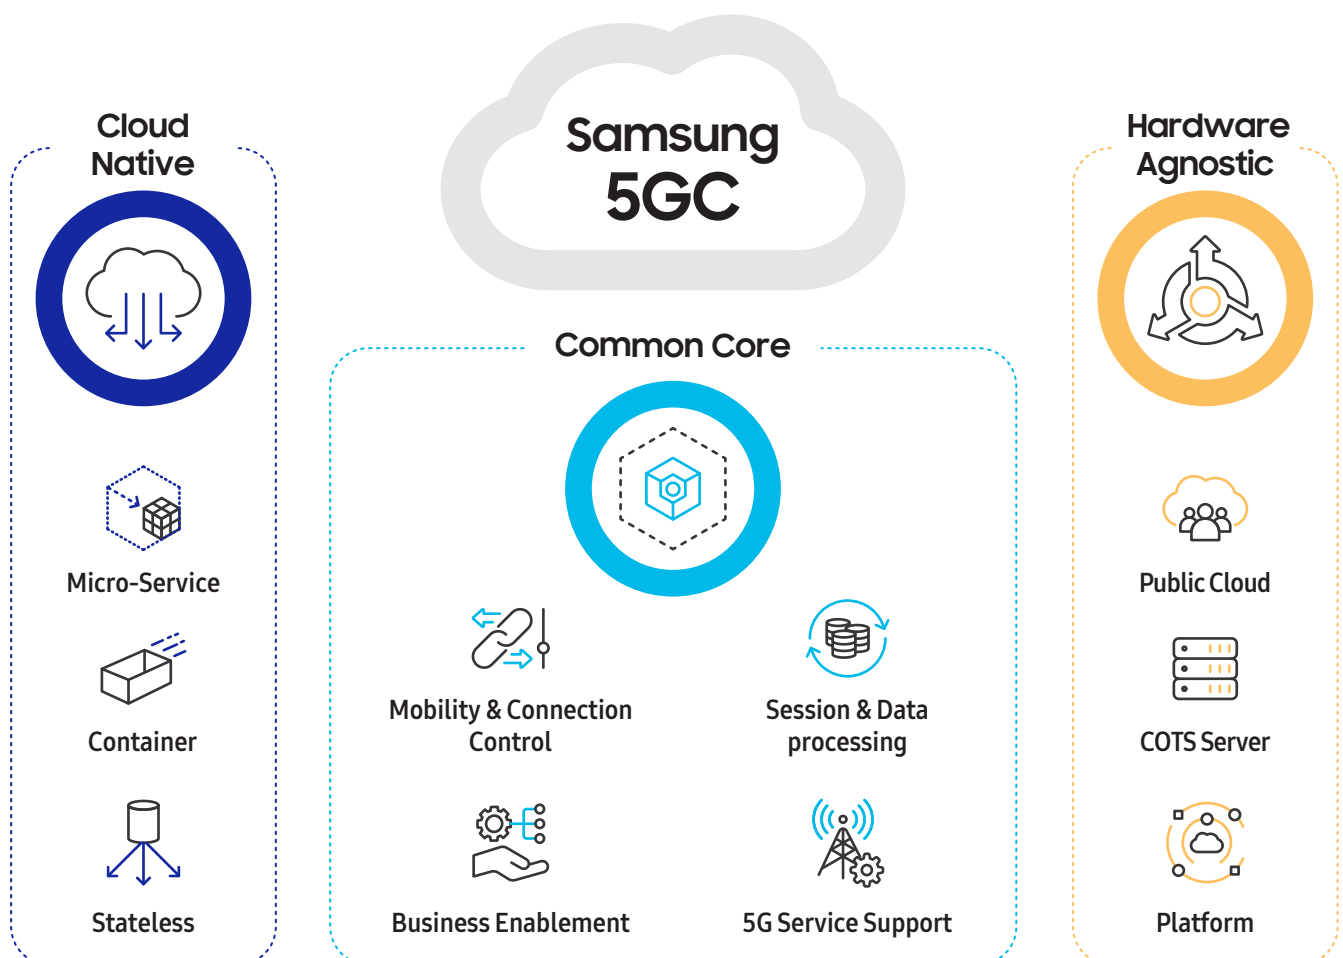 Samsung
5GC
Cloud
Native
Micro-Service
Container
Stateless
Common Core
Mobility & Connection
Control
Session & Data
processing
Business Enablement
5G Service Support
Hardware
Agnostic
Public Cloud
COTS Server
Platform